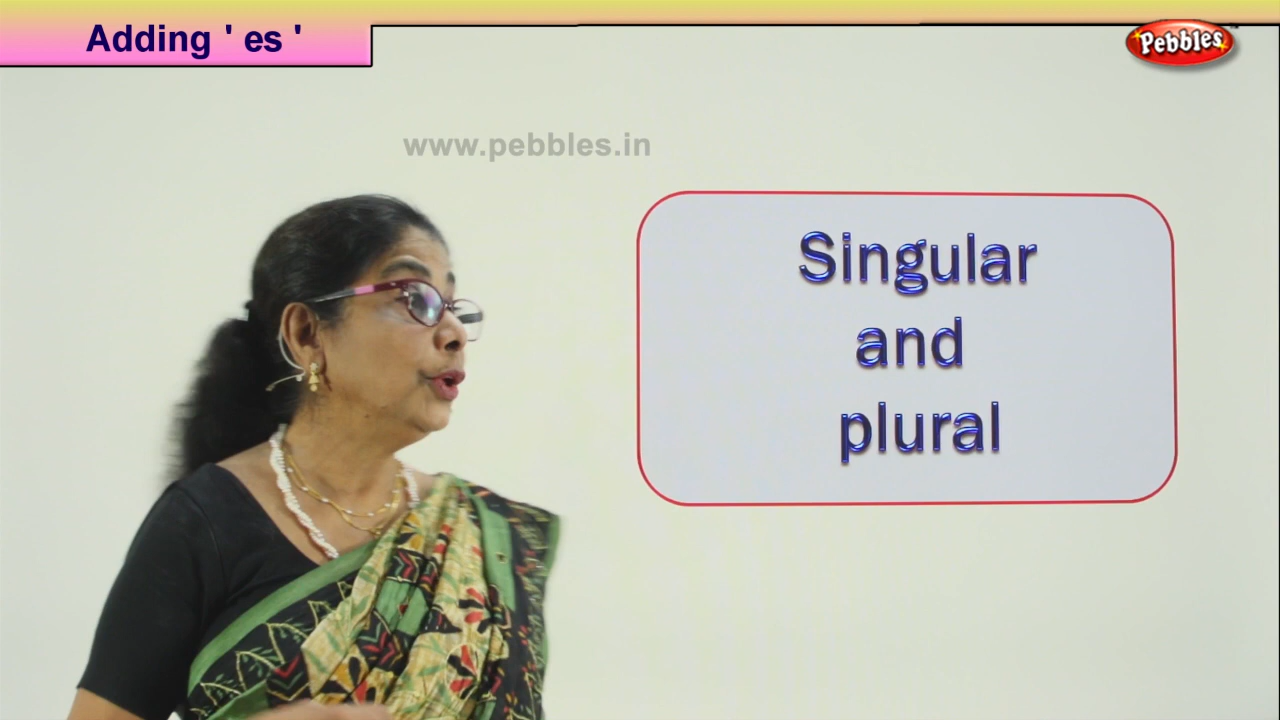 Adding ' es '
Pebbles
www.pebbles.in
Singular
and
plural